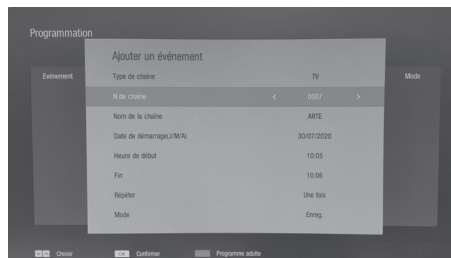 Programmation
Ajouter un événement
Evénement
Mode
Type de chaîne TV
N.de chaîne < 0007 >
Nom de la chaîne ARTE
Date de démarrage(J/M/A) 30/07/2020
Heure de début 10:05
Fin 10:06
Répéter Une fois
Mode Enreg.
Choisir
OK Confirmer
Programme adulte